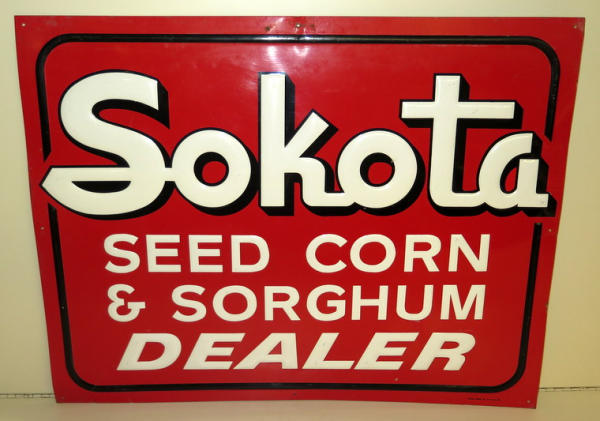 Sokota
SEED CORN
& SORGHUM
DEALER